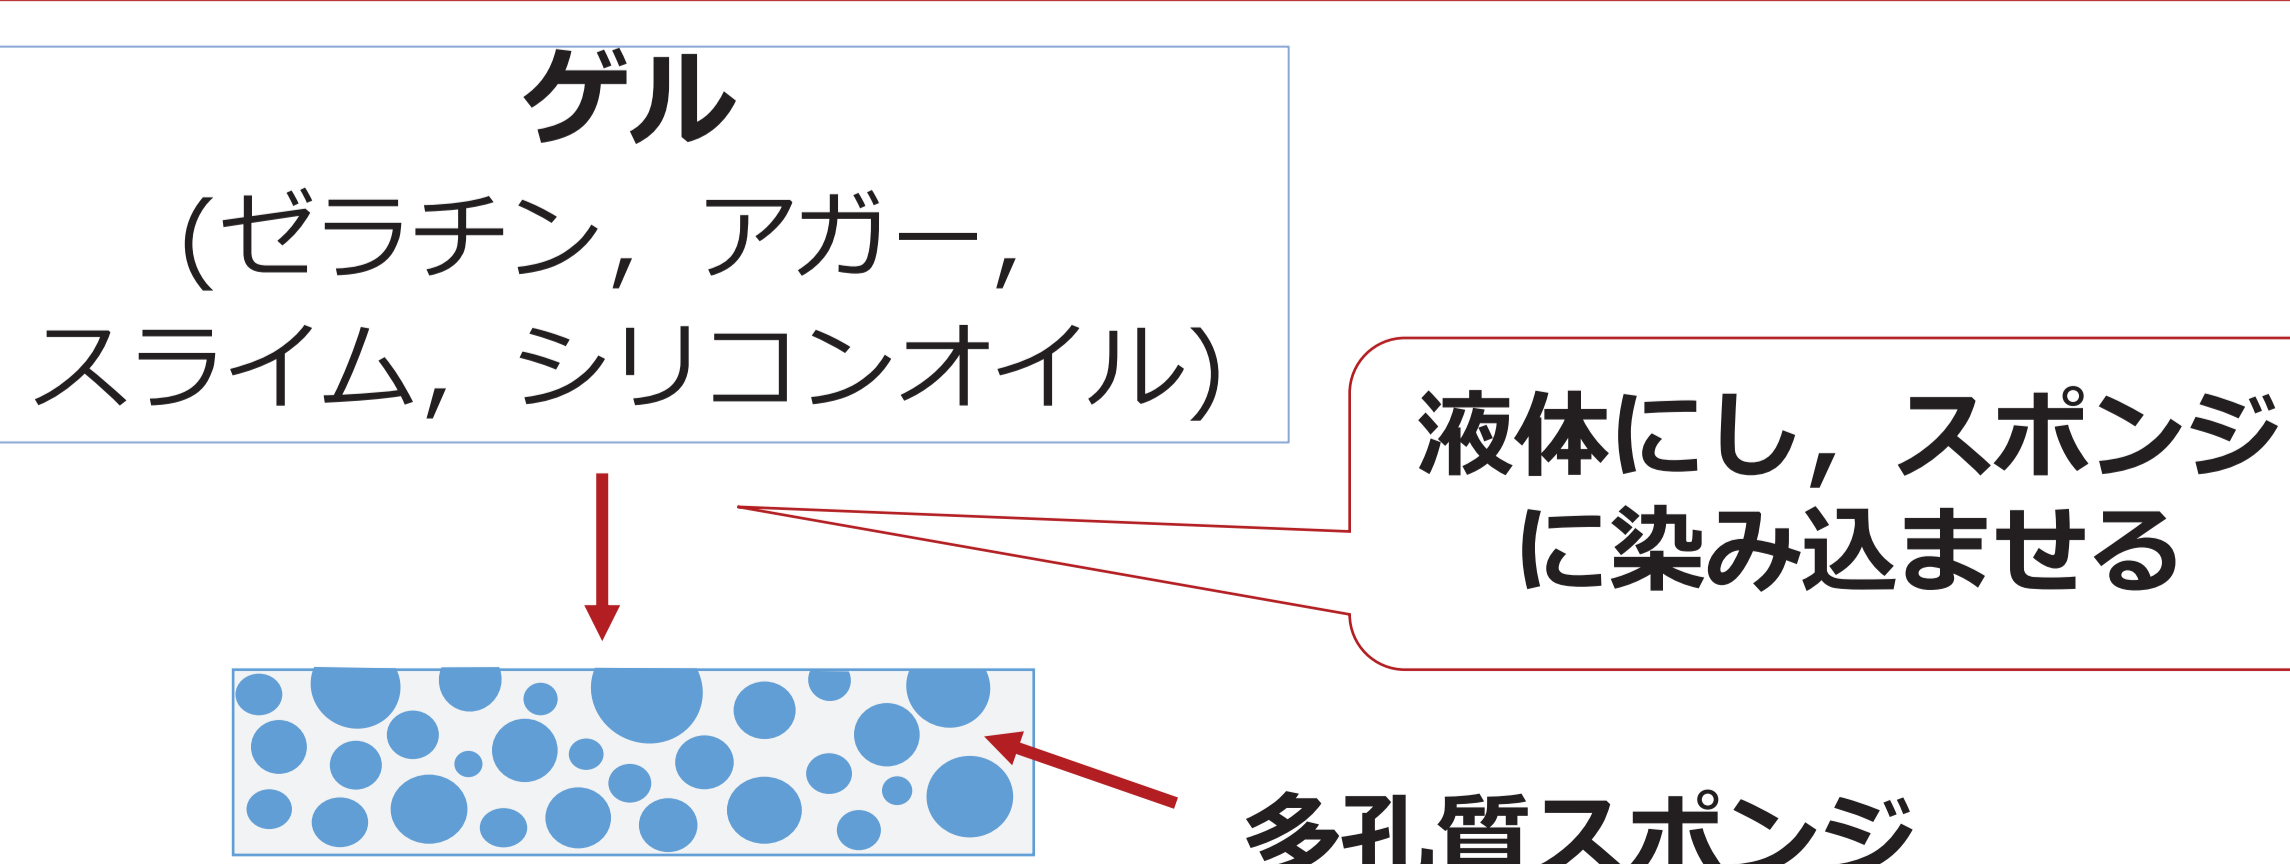 ゲル
(ゼラチン, アガー,
スライム, シリコンオイル)
液体にし, スポンジ
に染み込ませる
多孔質スポンジ